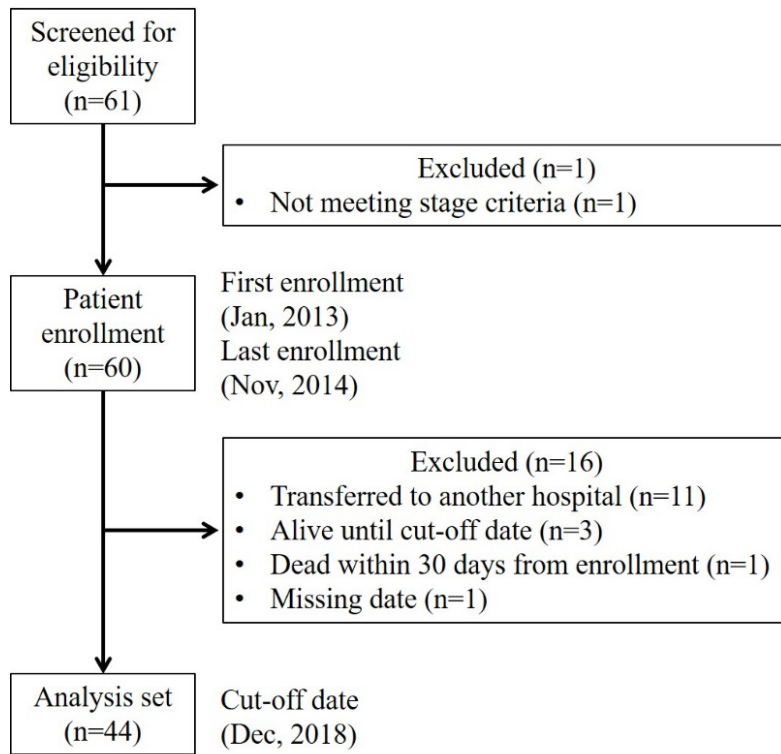 Screened for
eligibility
(n=61)
Excluded (n=1)
• Not meeting stage criteria (n=1)
Patient
enrollment
(n=60)
First enrollment
(Jan, 2013)
Last enrollment
(Nov, 2014)
Excluded (n=16)
• Transferred to another hospital (n=11)
• Alive until cut-off date (n=3)
• Dead within 30 days from enrollment (n=1)
• Missing date (n=1)
Analysis set
(n=44)
Cut-off date
(Dec, 2018)